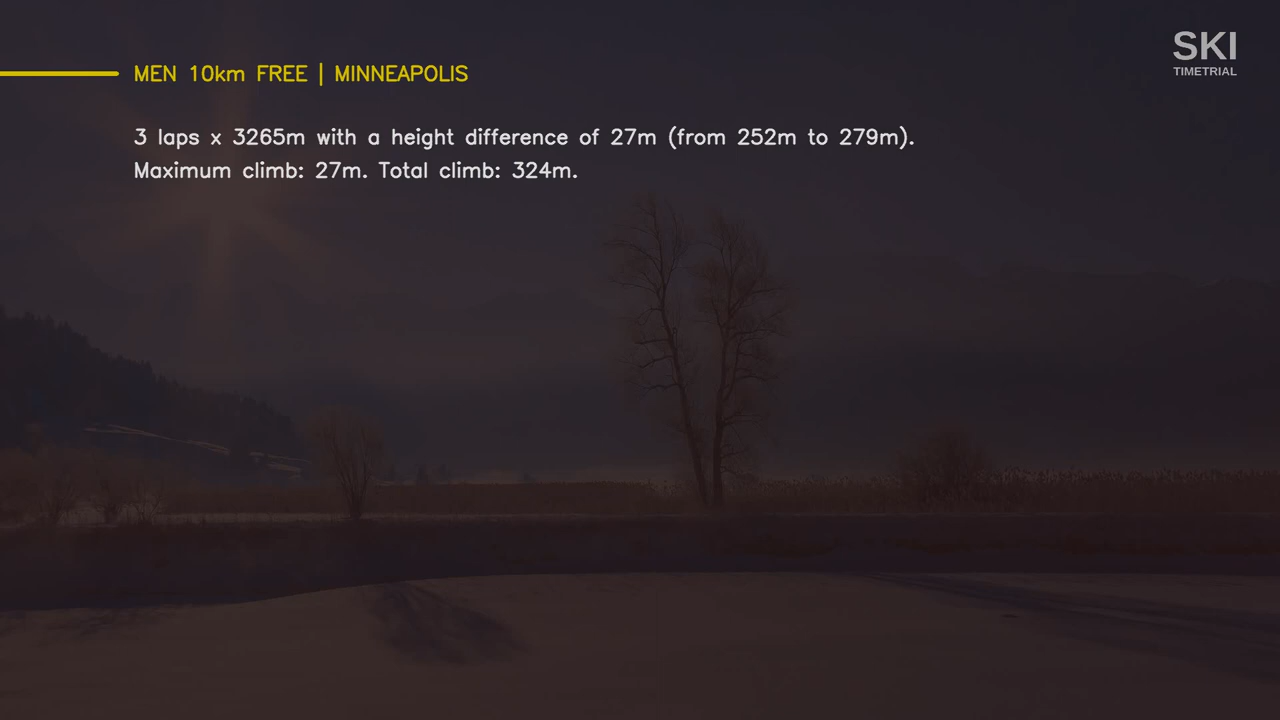 SKI
TIMETRIAL
MEN 10km FREE | MINNEAPOLIS
3 laps x 3265m with a height difference of 27m (from 252m to 279m).
Maximum climb: 27m. Total climb: 324m.